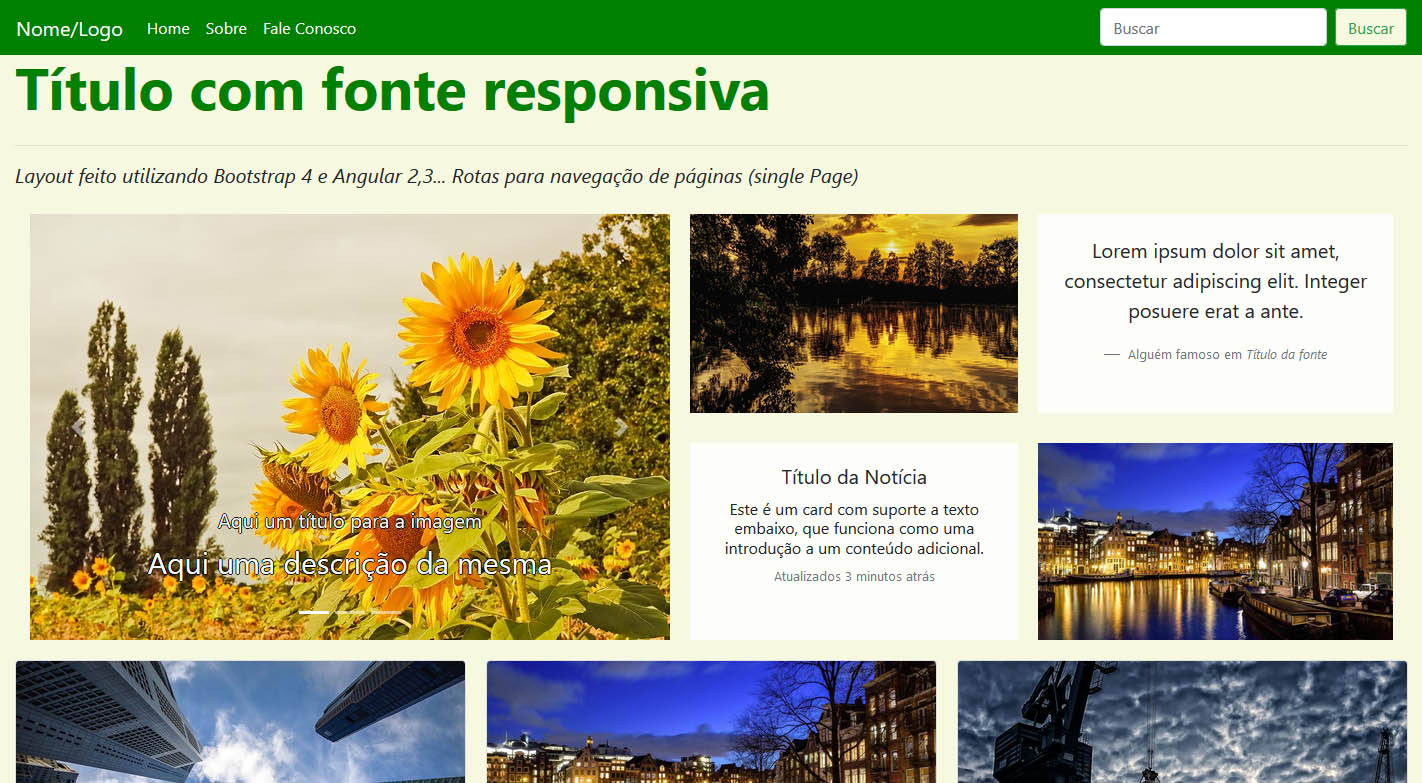 Nome/Logo Home Sobre Fale Conosco Buscar Buscar
Título com fonte responsiva
Layout feito utilizando Bootstrap 4 e Angular 2,3... Rotas para navegação de páginas (single Page)
Aqui um título para a imagem
Aqui uma descrição da mesma
Lorem ipsum dolor sit amet,
consectetur adipiscing elit. Integer
posuere erat a ante.
— Alguém famoso em Título da fonte
Título da Notícia
Este é um card com suporte a texto
embaixo, que funciona como uma
introdução a um conteúdo adicional.
Atualizados 3 minutos atrás